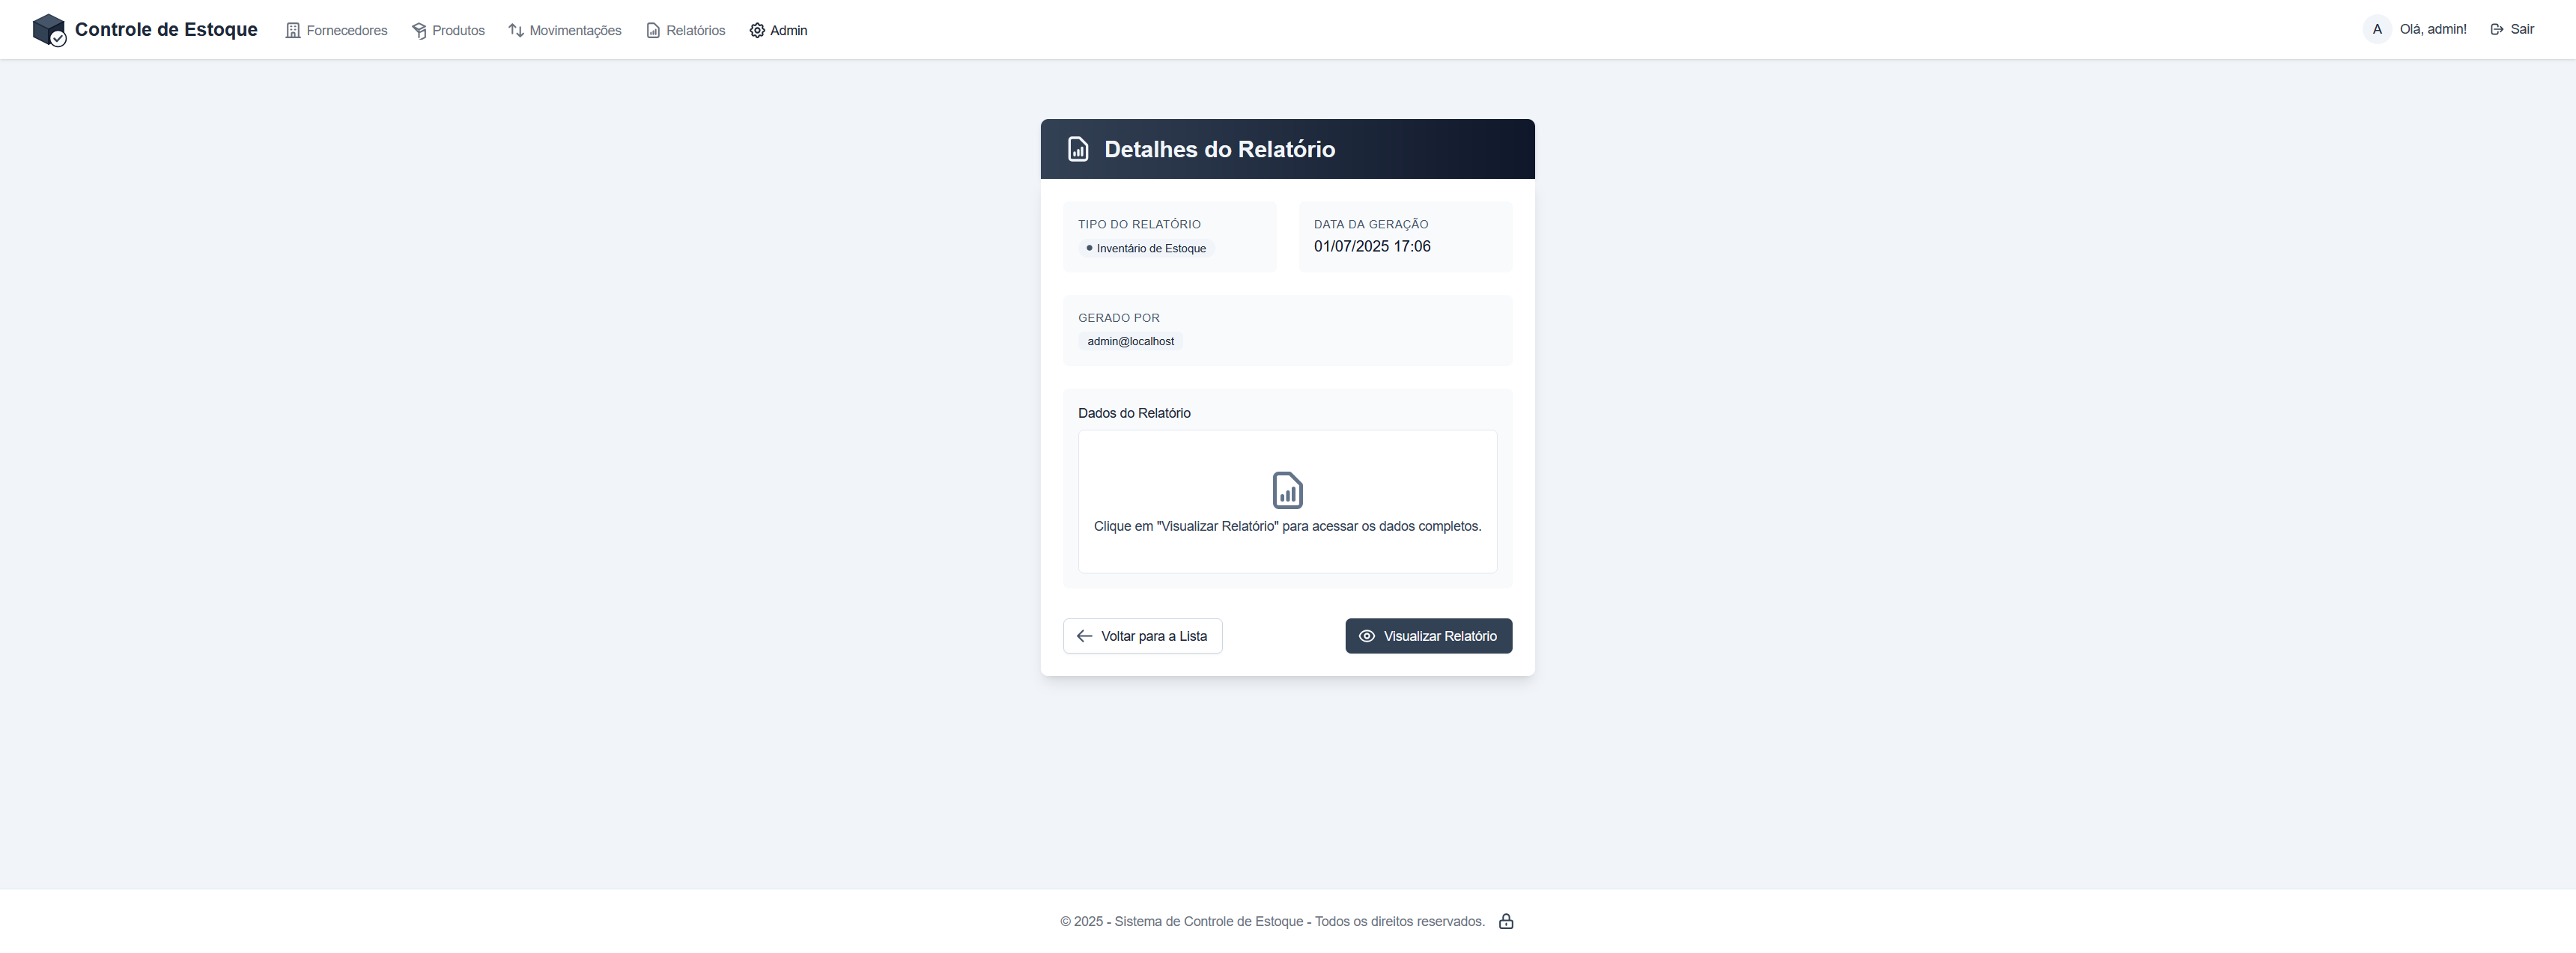 Controle de Estoque Fornecedores Produtos Movimentações Relatórios Admin A Olá, admin! Sair
Detalhes do Relatório
TIPO DO RELATÓRIO
Inventário de Estoque
DATA DA GERAÇÃO
01/07/2025 17:06
GERADO POR
admin@localhost
Dados do Relatório
Clique em "Visualizar Relatório" para acessar os dados completos.
Voltar para a Lista
Visualizar Relatório
© 2025 - Sistema de Controle de Estoque - Todos os direitos reservados.